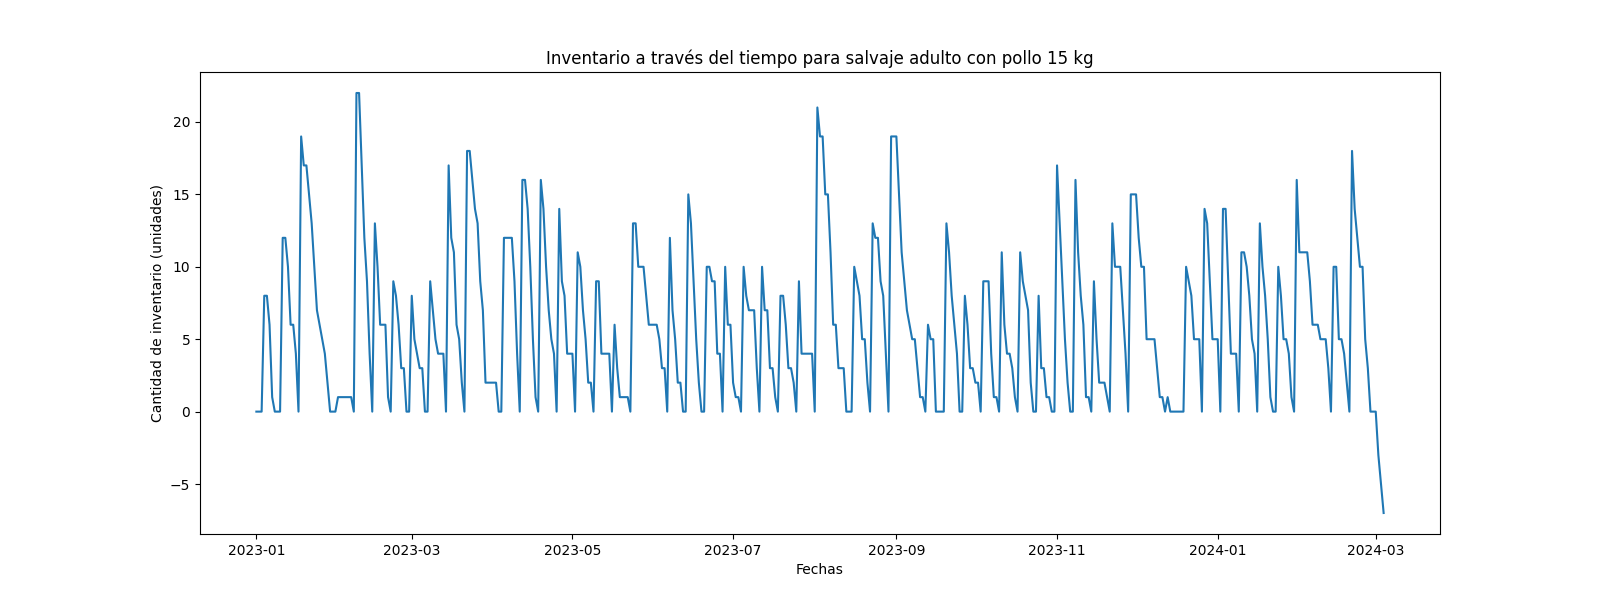 Inventario a través del tiempo para salvaje adulto con pollo 15 kg
Cantidad de inventario (unidades)
20
15
10
5
0
−5
2023-01 2023-03 2023-05 2023-07 2023-09 2023-11 2024-01 2024-03
Fechas